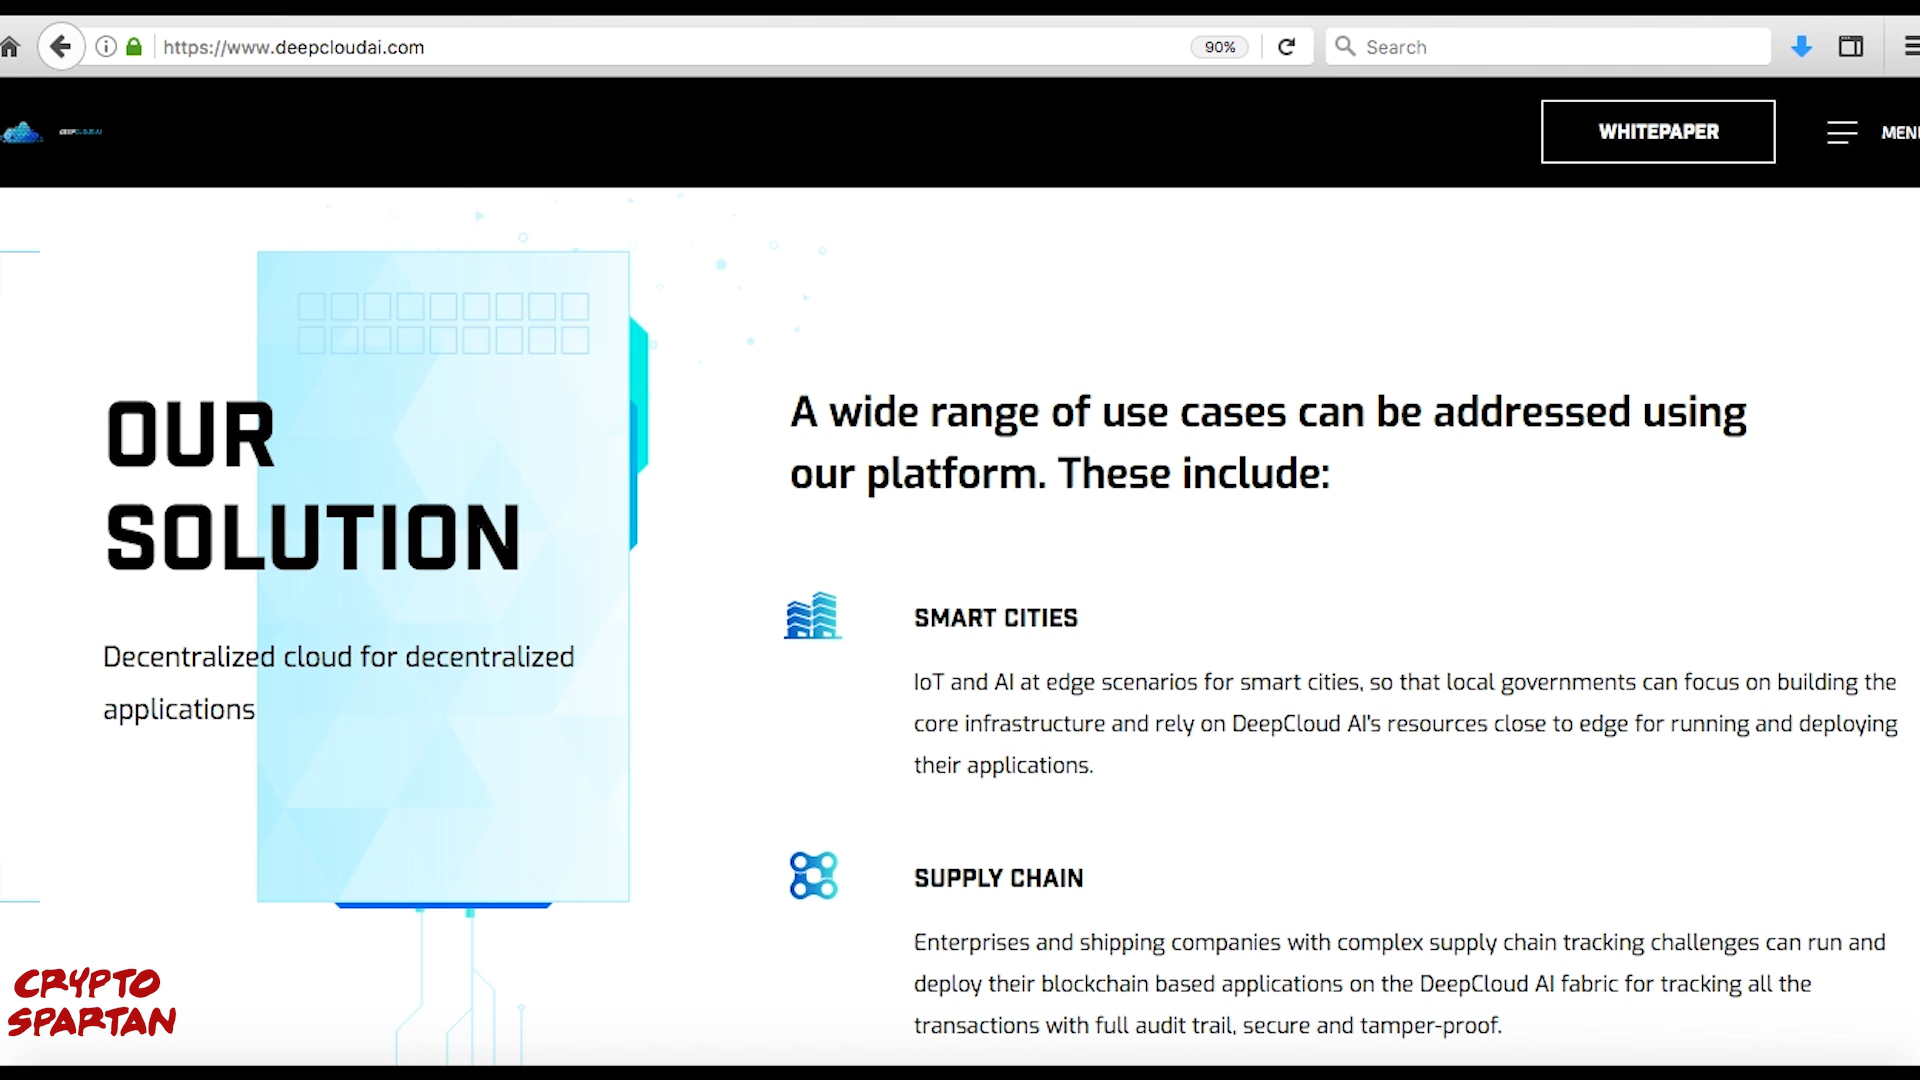 https://www.deepcloudai.com
90%
Search
DEEPCLOUDAI
WHITEPAPER
MENU
OUR
SOLUTION
Decentralized cloud for decentralized
applications
A wide range of use cases can be addressed using
our platform. These include:
SMART CITIES
IoT and AI at edge scenarios for smart cities, so that local governments can focus on building the
core infrastructure and rely on DeepCloud AI's resources close to edge for running and deploying
their applications.
SUPPLY CHAIN
Enterprises and shipping companies with complex supply chain tracking challenges can run and
deploy their blockchain based applications on the DeepCloud AI fabric for tracking all the
transactions with full audit trail, secure and tamper-proof.
CRYPTO
SPARTAN